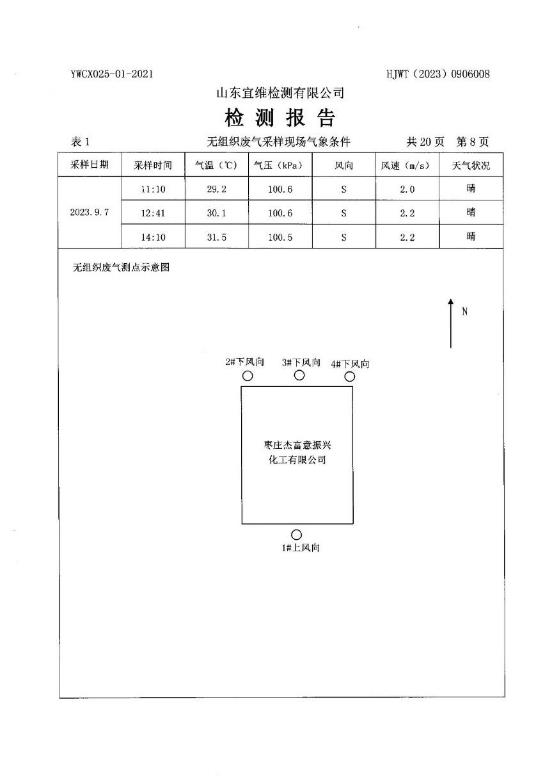 YWCX025-01-2021 HJWT（2023）0906008
山东宜维检测有限公司
检 测 报 告
表 1 无组织废气采样现场气象条件 共 20 页 第 8 页
采样日期 采样时间 气温（℃） 气压（kPa） 风向 风速（m/s） 天气状况
11:10 29.2 100.6 S 2.0 晴
2023.9.7 12:41 30.1 100.6 S 2.2 晴
14:10 31.5 100.5 S 2.2 晴
无组织废气测点示意图
N
2#下风向 3#下风向 4#下风向
枣庄杰富意振兴
化工有限公司
1#上风向